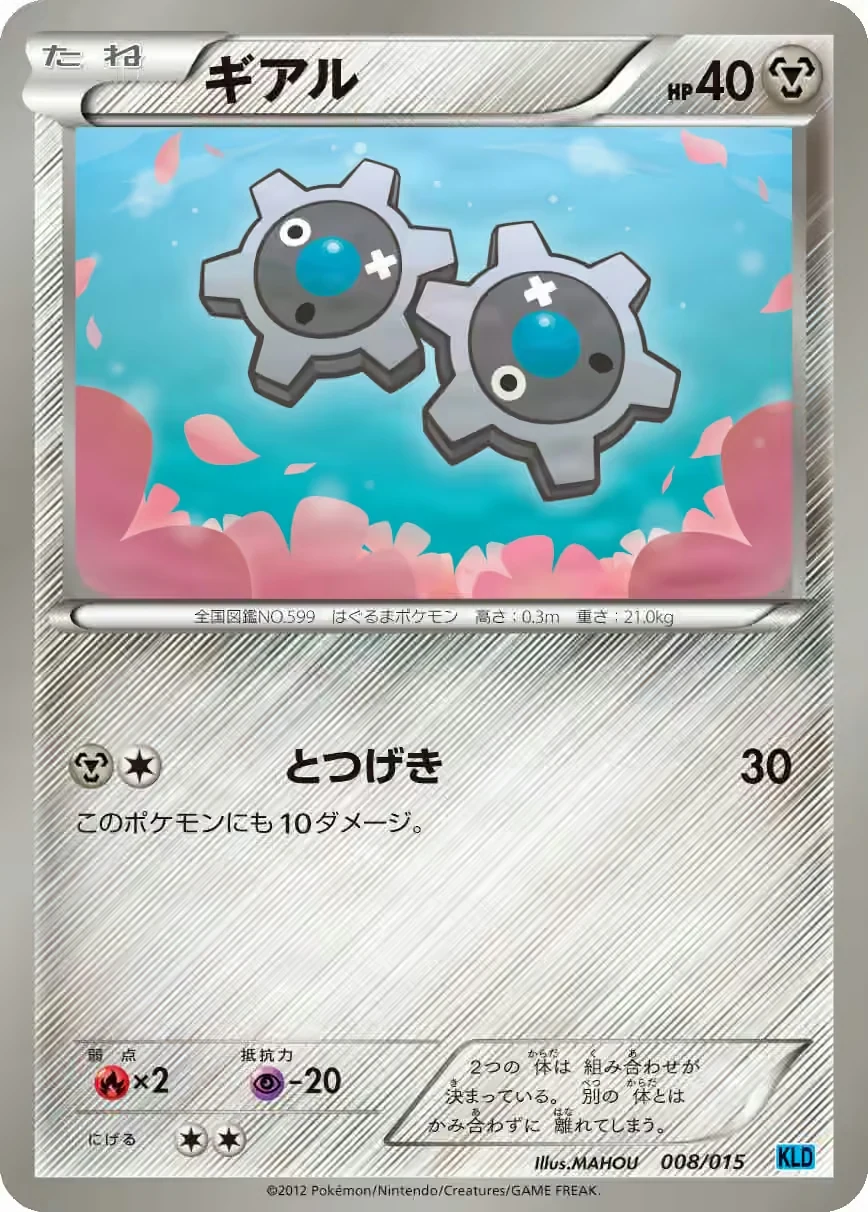 たね ギアル HP40
全国図鑑NO.599 はぐるまポケモン 高さ:0.3m 重さ:21.0kg
とつげき 30
このポケモンにも10ダメージ。
弱点 抵抗力
×2 -20
にげる
2つの体は組み合わせが
決まっている。別の体とは
かみ合わずに離れてしまう。
Illus.MAHOU 008/015 KLD
©2012 Pokémon/Nintendo/Creatures/GAME FREAK.